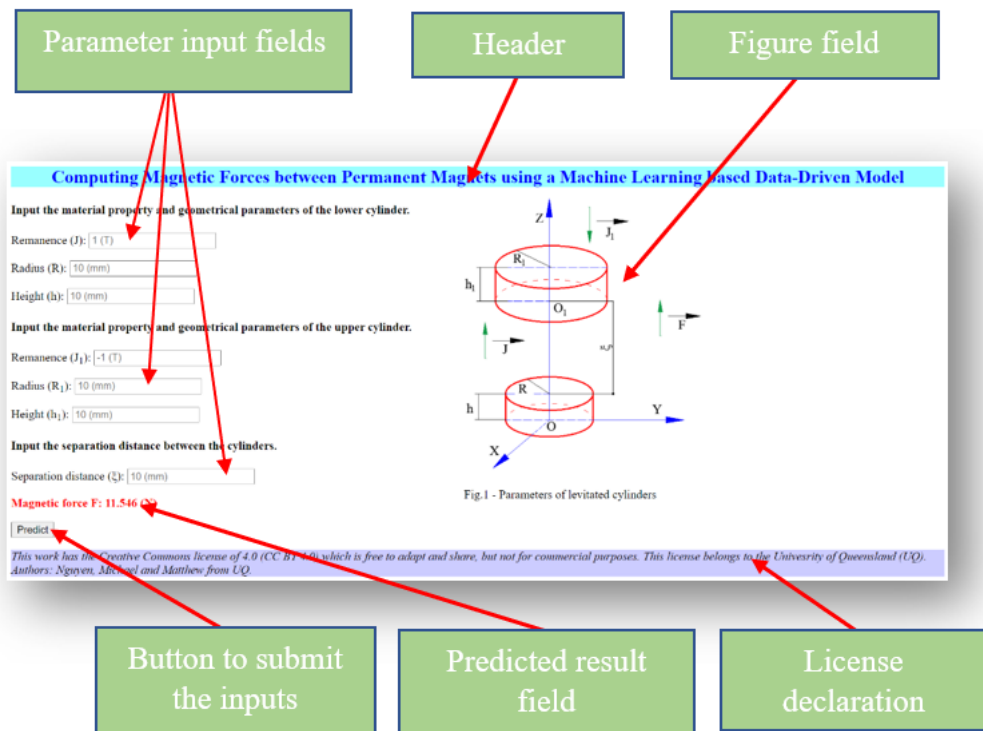 Parameter input fields
Header
Figure field
Computing Magnetic Forces between Permanent Magnets using a Machine Learning based Data-Driven Model
Input the material property and geometrical parameters of the lower cylinder.
Remanence (J): 1 (T)
Radius (R): 10 (mm)
Height (h): 10 (mm)
Input the material property and geometrical parameters of the upper cylinder.
Remanence (J₁): -1 (T)
Radius (R₁): 10 (mm)
Height (h₁): 10 (mm)
Input the separation distance between the cylinders.
Separation distance (ξ): 10 (mm)
Magnetic force F: 11.546 (N)
Predict
Z
J₁
R₁
h₁
O₁
F
J
ξ
R
h
O
Y
X
Fig.1 - Parameters of levitated cylinders
This work has the Creative Commons license of 4.0 (CC BY 4.0) which is free to adapt and share, but not for commercial purposes. This license belongs to the Univesrity of Queensland (UQ).
Authors: Nguyen, Michael and Matthew from UQ.
Button to submit
the inputs
Predicted result
field
License
declaration